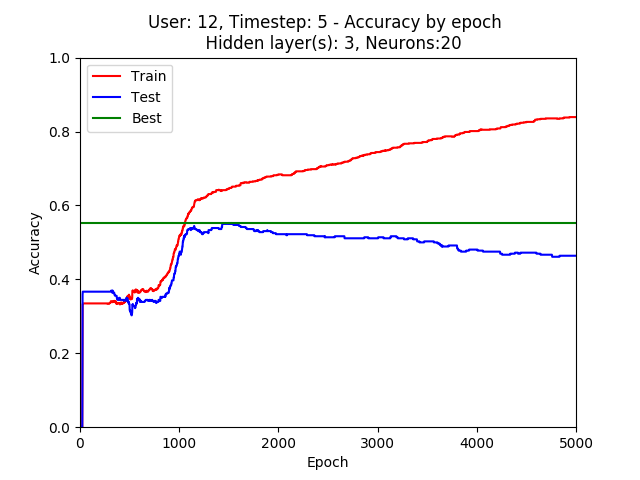 User: 12, Timestep: 5 - Accuracy by epoch
Hidden layer(s): 3, Neurons:20
1.0
0.8
0.6
0.4
0.2
0.0
Accuracy
Train
Test
Best
0
1000
2000
3000
4000
5000
Epoch